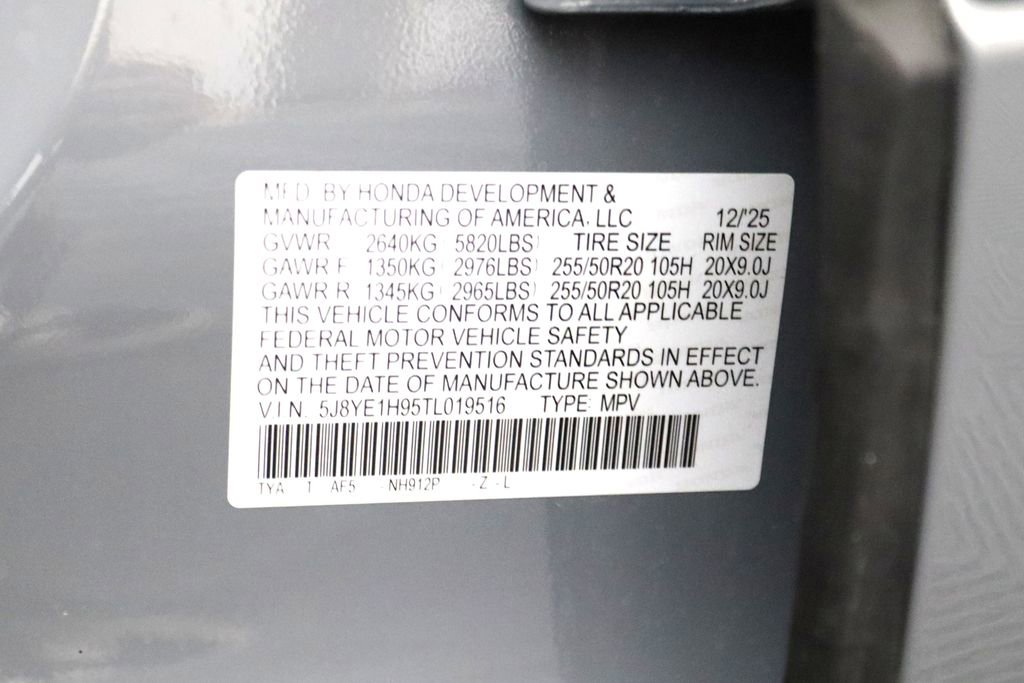 MFD. BY HONDA DEVELOPMENT &
MANUFACTURING OF AMERICA, LLC 12/'25
GVWR 2640KG (5820LBS) TIRE SIZE RIM SIZE
GAWR F 1350KG (2976LBS) 255/50R20 105H 20X9.0J
GAWR R 1345KG (2965LBS) 255/50R20 105H 20X9.0J
THIS VEHICLE CONFORMS TO ALL APPLICABLE
FEDERAL MOTOR VEHICLE SAFETY
AND THEFT PREVENTION STANDARDS IN EFFECT
ON THE DATE OF MANUFACTURE SHOWN ABOVE.
V.I.N. 5J8YE1H95TL019516 TYPE: MPV
TYA 1 AF5 -NH912P -Z -L